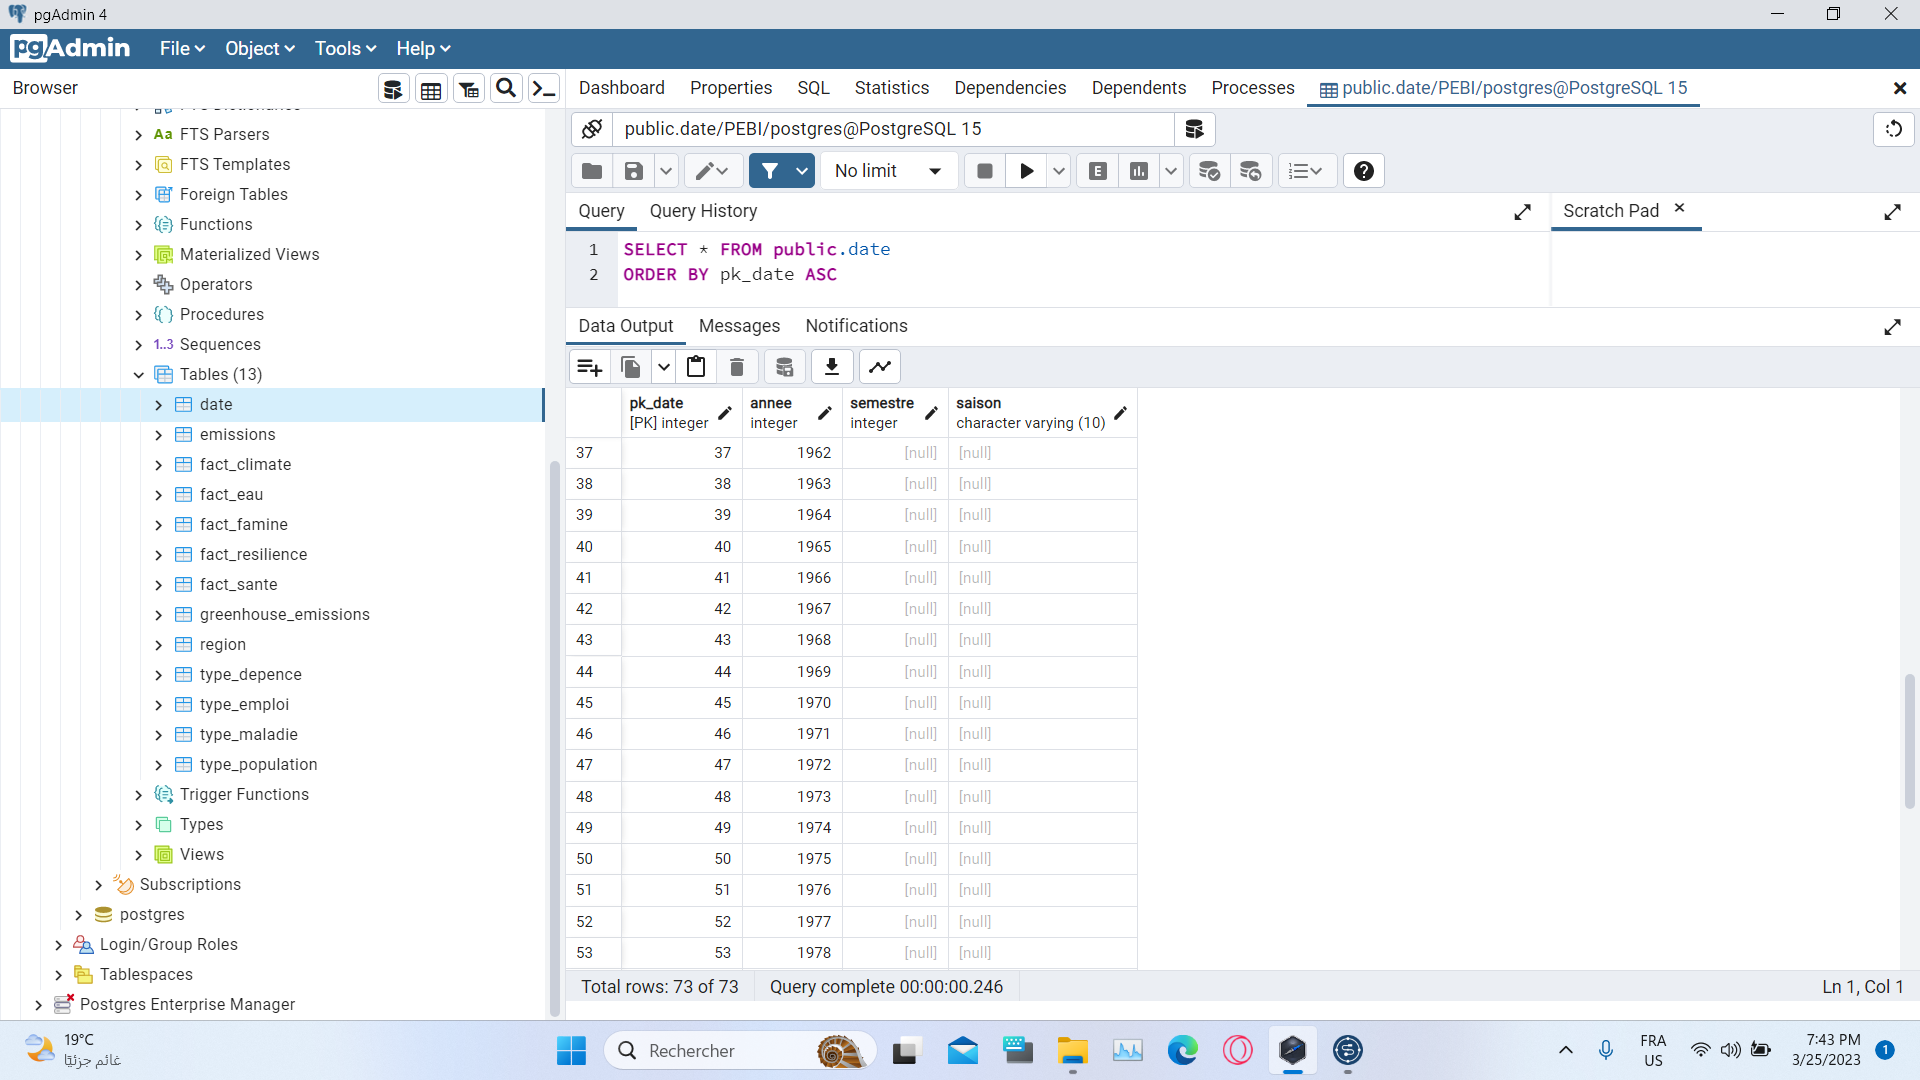 pgAdmin 4
pgAdmin File Object Tools Help
Browser
Dashboard Properties SQL Statistics Dependencies Dependents Processes public.date/PEBI/postgres@PostgreSQL 15
public.date/PEBI/postgres@PostgreSQL 15
No limit
Query Query History
Scratch Pad
1 SELECT * FROM public.date
2 ORDER BY pk_date ASC
Data Output Messages Notifications
FTS Dictionaries
Aa FTS Parsers
FTS Templates
Foreign Tables
Functions
Materialized Views
Operators
Procedures
1..3 Sequences
Tables (13)
date
emissions
fact_climate
fact_eau
fact_famine
fact_resilience
fact_sante
greenhouse_emissions
region
type_depence
type_emploi
type_maladie
type_population
Trigger Functions
Types
Views
Subscriptions
postgres
Login/Group Roles
Tablespaces
Postgres Enterprise Manager
pk_date annee semestre saison
[PK] integer integer integer character varying (10)
37 37 1962 [null] [null]
38 38 1963 [null] [null]
39 39 1964 [null] [null]
40 40 1965 [null] [null]
41 41 1966 [null] [null]
42 42 1967 [null] [null]
43 43 1968 [null] [null]
44 44 1969 [null] [null]
45 45 1970 [null] [null]
46 46 1971 [null] [null]
47 47 1972 [null] [null]
48 48 1973 [null] [null]
49 49 1974 [null] [null]
50 50 1975 [null] [null]
51 51 1976 [null] [null]
52 52 1977 [null] [null]
53 53 1978 [null] [null]
Total rows: 73 of 73 Query complete 00:00:00.246 Ln 1, Col 1
19°C
غائم جزئيًا
Rechercher
FRA
US
7:43 PM
3/25/2023
1